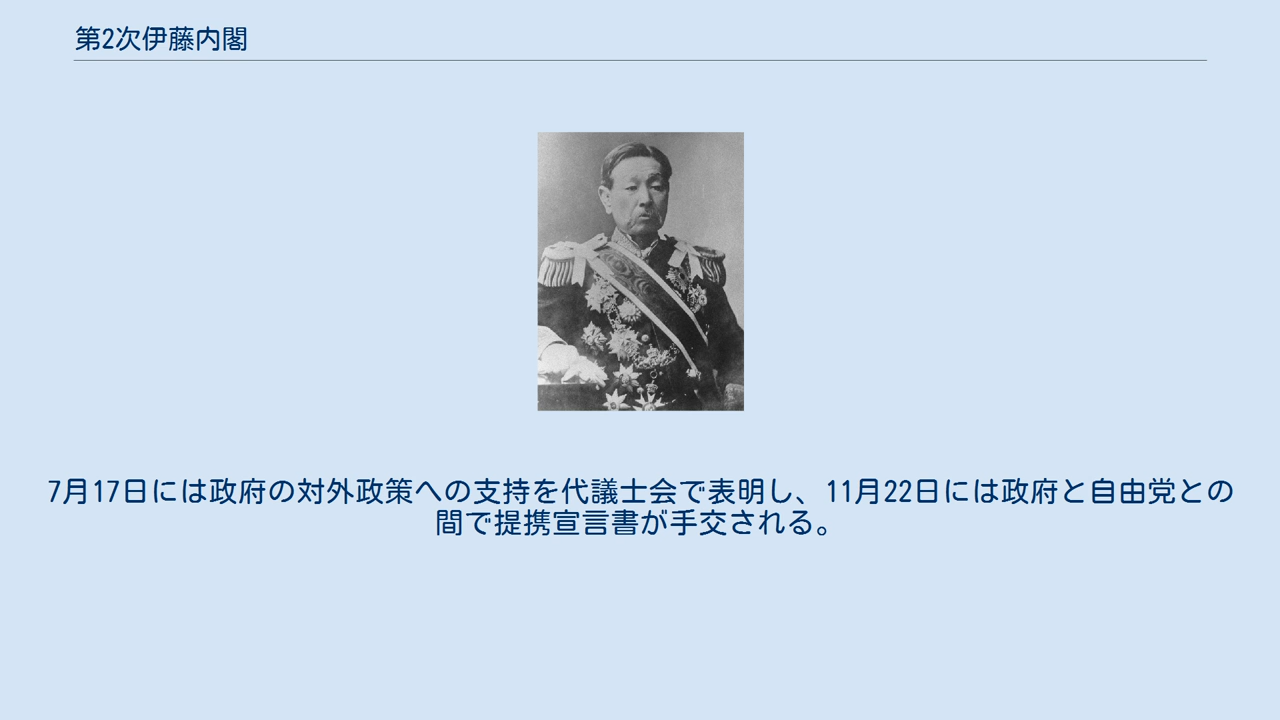 第2次伊藤内閣
7月17日には政府の対外政策への支持を代議士会で表明し、11月22日には政府と自由党との
間で提携宣言書が手交される。